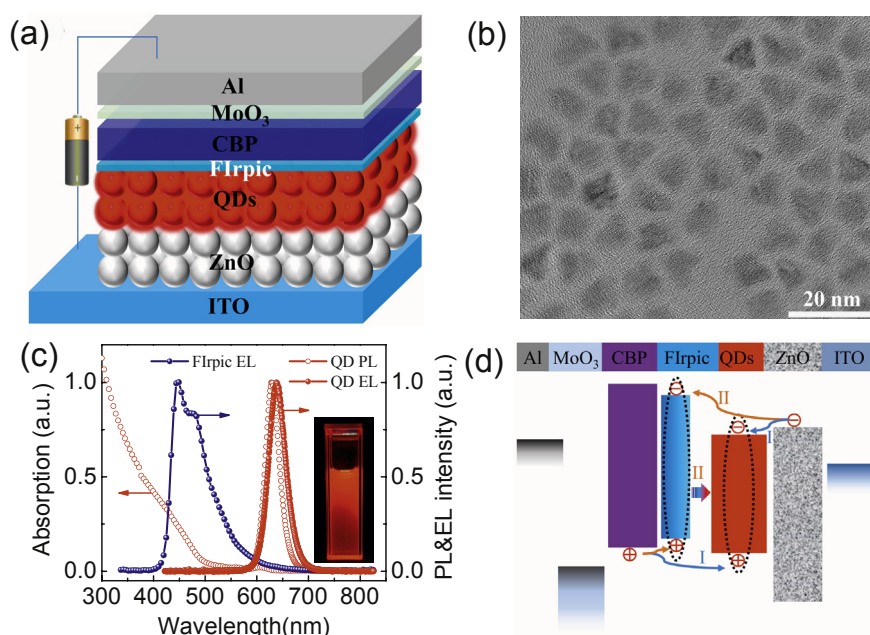 (a)
Al
MoO₃
CBP
FIrpic
QDs
ZnO
ITO
+
(b)
20 nm
(c)
FIrpic EL
QD PL
QD EL
1.0
0.5
0.0
1.0
0.5
0.0
Absorption (a.u.)
PL&EL intensity (a.u.)
300 400 500 600 700 800
Wavelength(nm)
(d)
Al MoO₃ CBP FIrpic QDs ZnO ITO
II
I
II
I